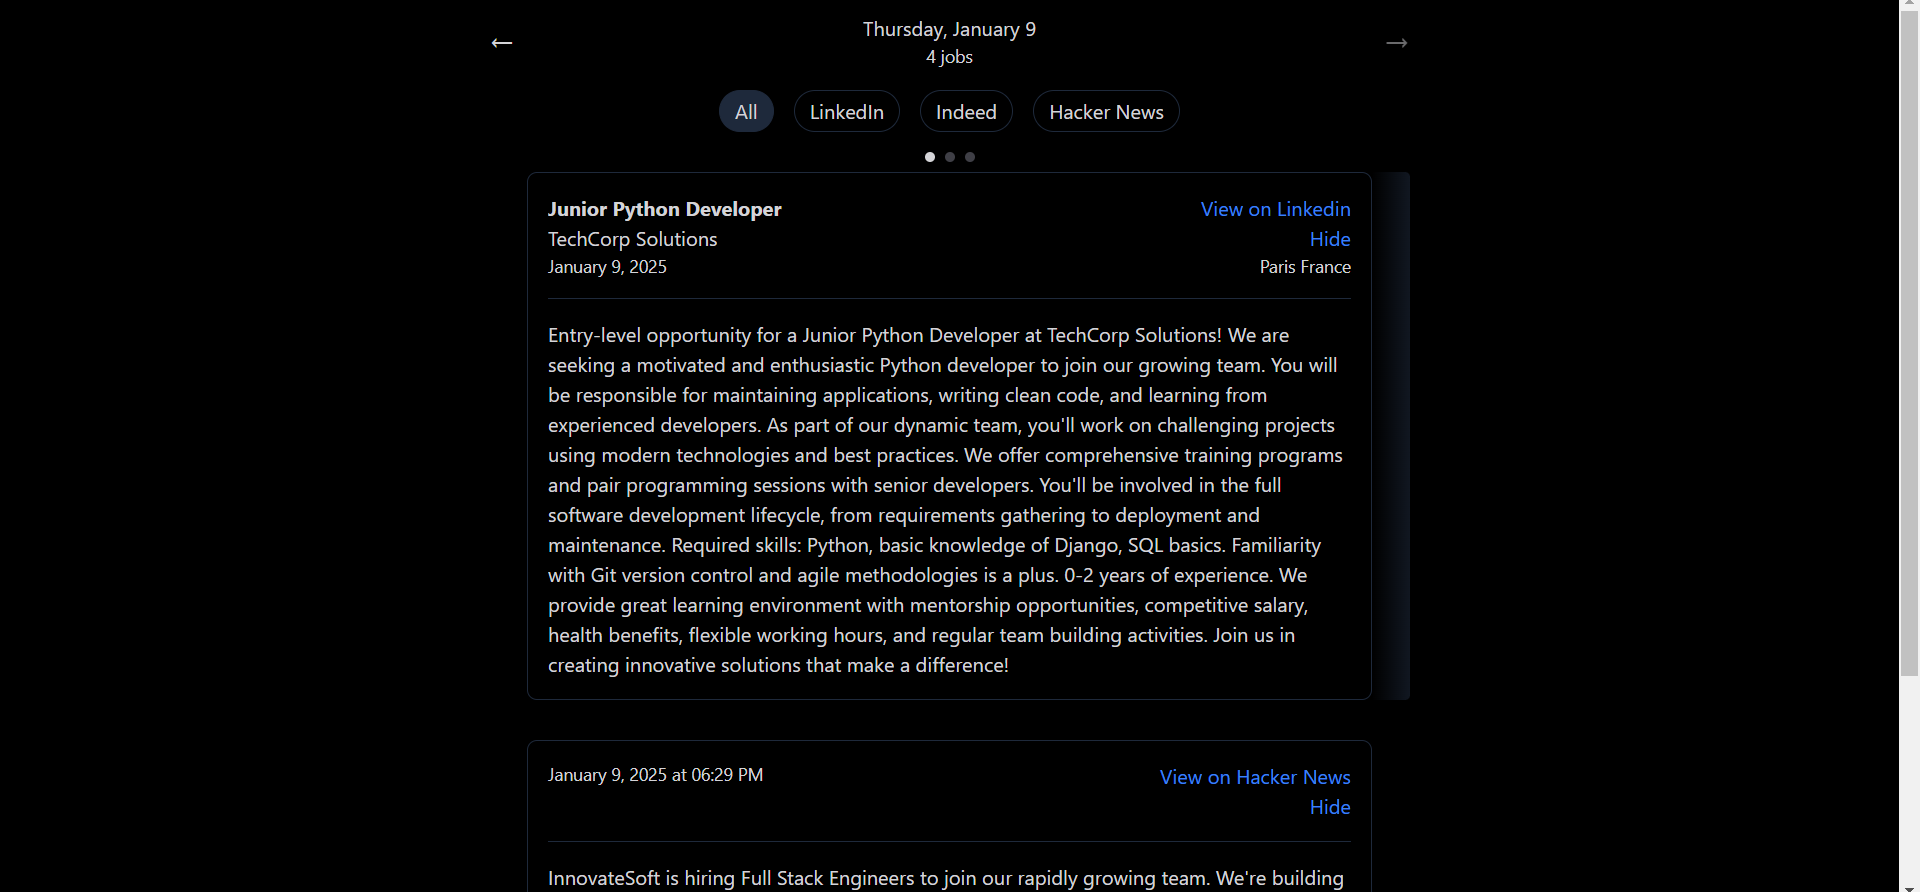 ←
Thursday, January 9
→
4 jobs
All
LinkedIn
Indeed
Hacker News
Junior Python Developer
View on Linkedin
TechCorp Solutions
Hide
January 9, 2025
Paris France
Entry-level opportunity for a Junior Python Developer at TechCorp Solutions! We are
seeking a motivated and enthusiastic Python developer to join our growing team. You will
be responsible for maintaining applications, writing clean code, and learning from
experienced developers. As part of our dynamic team, you'll work on challenging projects
using modern technologies and best practices. We offer comprehensive training programs
and pair programming sessions with senior developers. You'll be involved in the full
software development lifecycle, from requirements gathering to deployment and
maintenance. Required skills: Python, basic knowledge of Django, SQL basics. Familiarity
with Git version control and agile methodologies is a plus. 0-2 years of experience. We
provide great learning environment with mentorship opportunities, competitive salary,
health benefits, flexible working hours, and regular team building activities. Join us in
creating innovative solutions that make a difference!
January 9, 2025 at 06:29 PM
View on Hacker News
Hide
InnovateSoft is hiring Full Stack Engineers to join our rapidly growing team. We're building